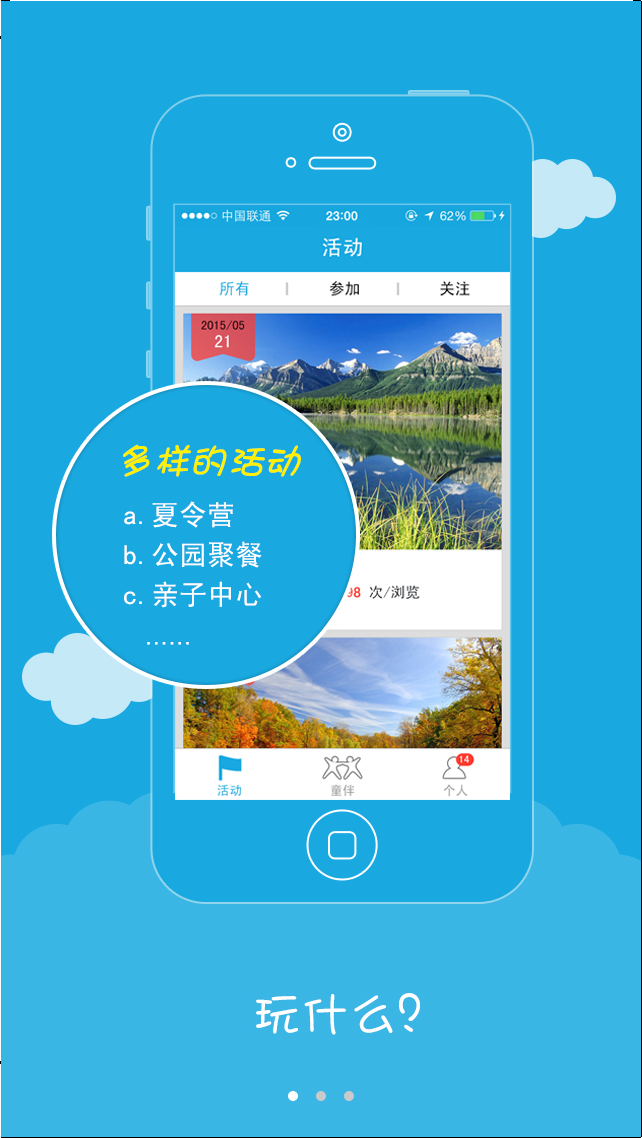 中国联通 23:00 62%
活动
所有 参加 关注
2015/05
21
多样的活动
a.夏令营
b.公园聚餐
c.亲子中心
......
98 次/浏览
14
活动 童伴 个人
玩什么?